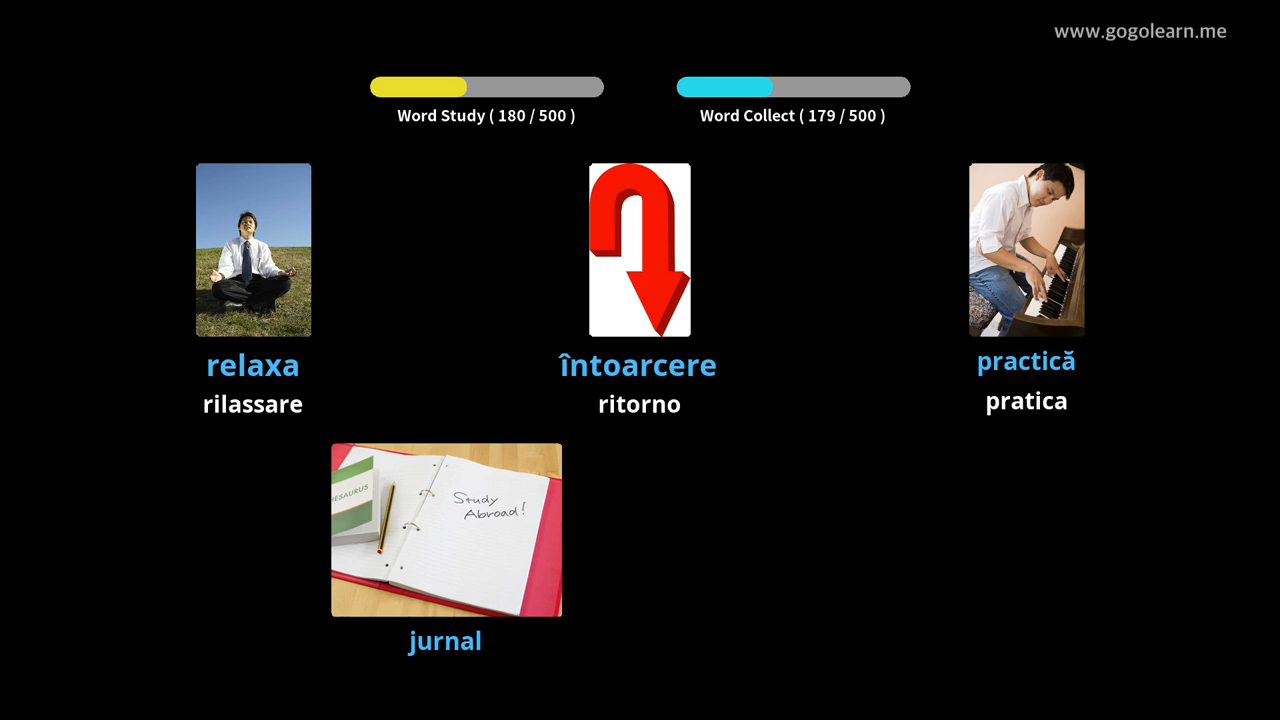 www.gogolearn.me
Word Study ( 180 / 500 )
Word Collect ( 179 / 500 )
relaxa
rilassare
întoarcere
ritorno
practică
pratica
HESAURUS
Study
Abroad!
jurnal